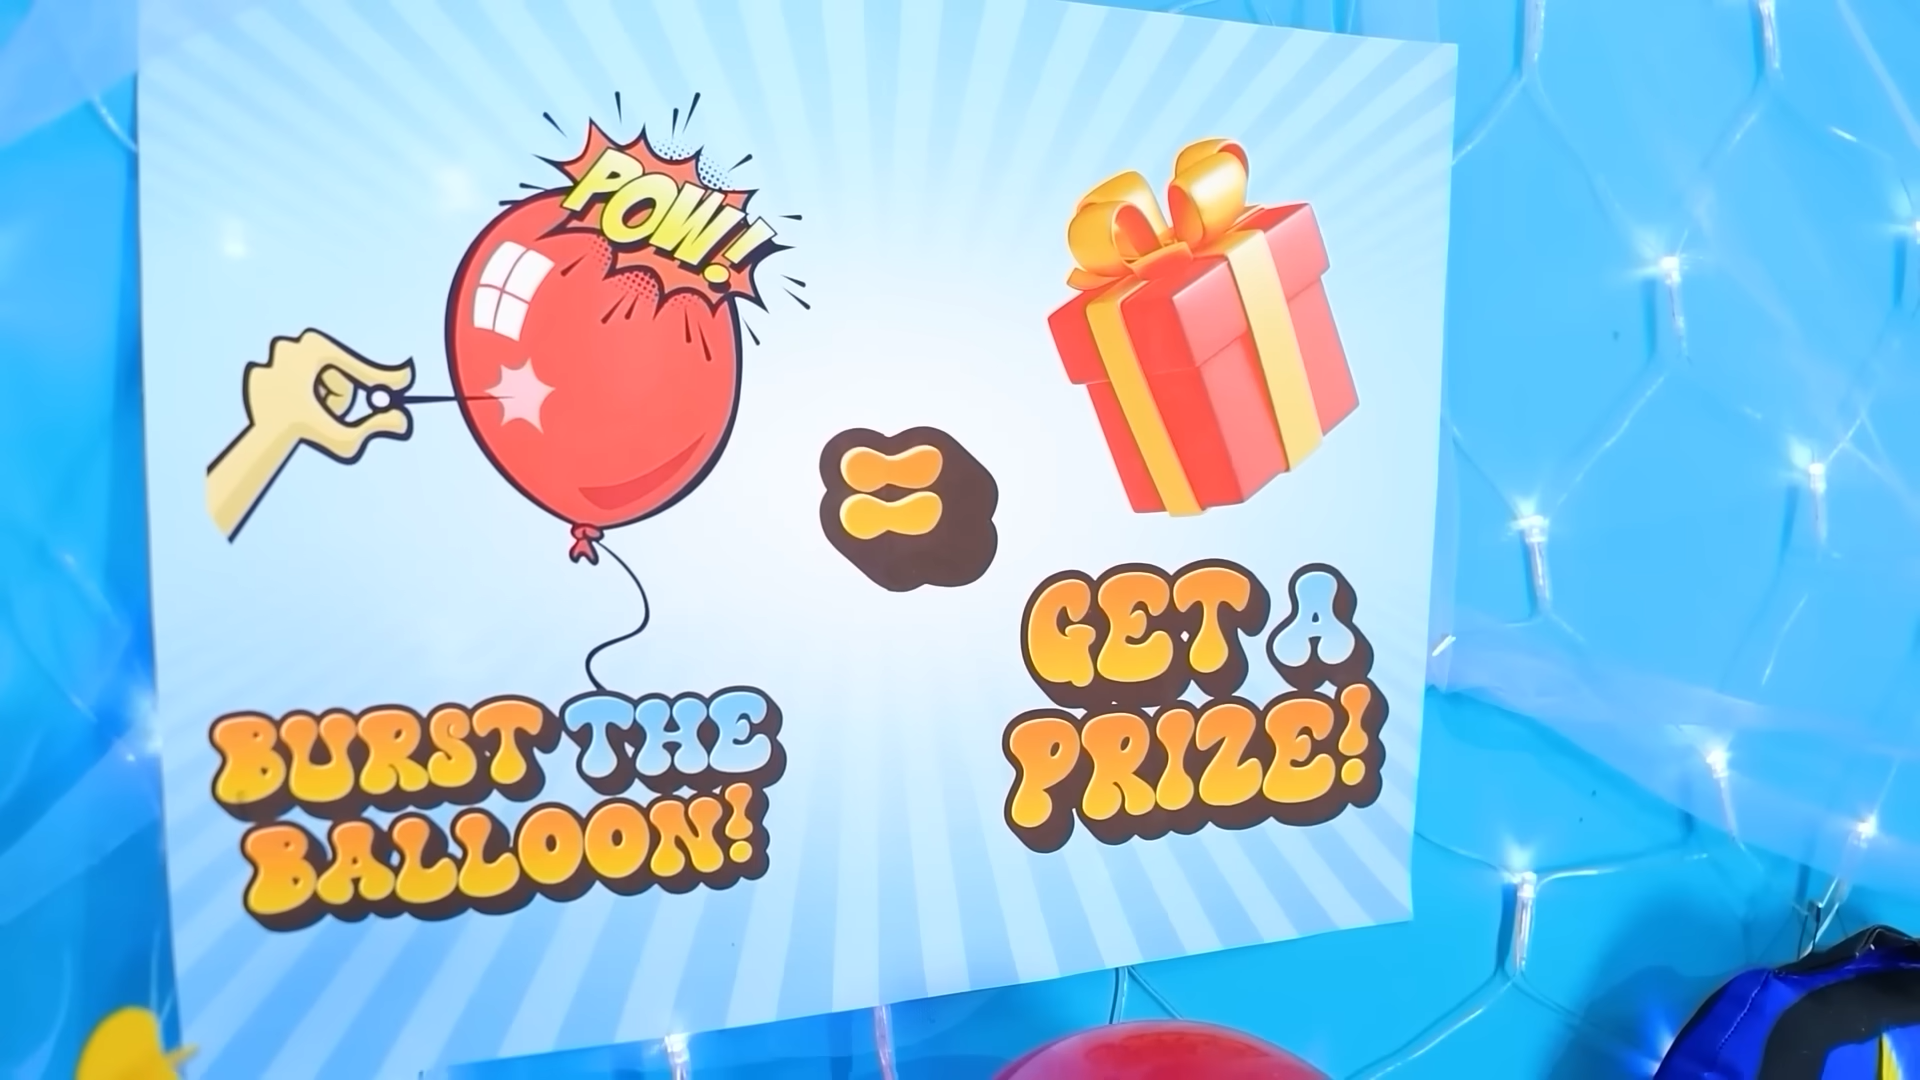 POW!
=
BURST THE
BALLOON!
GET A
PRIZE!